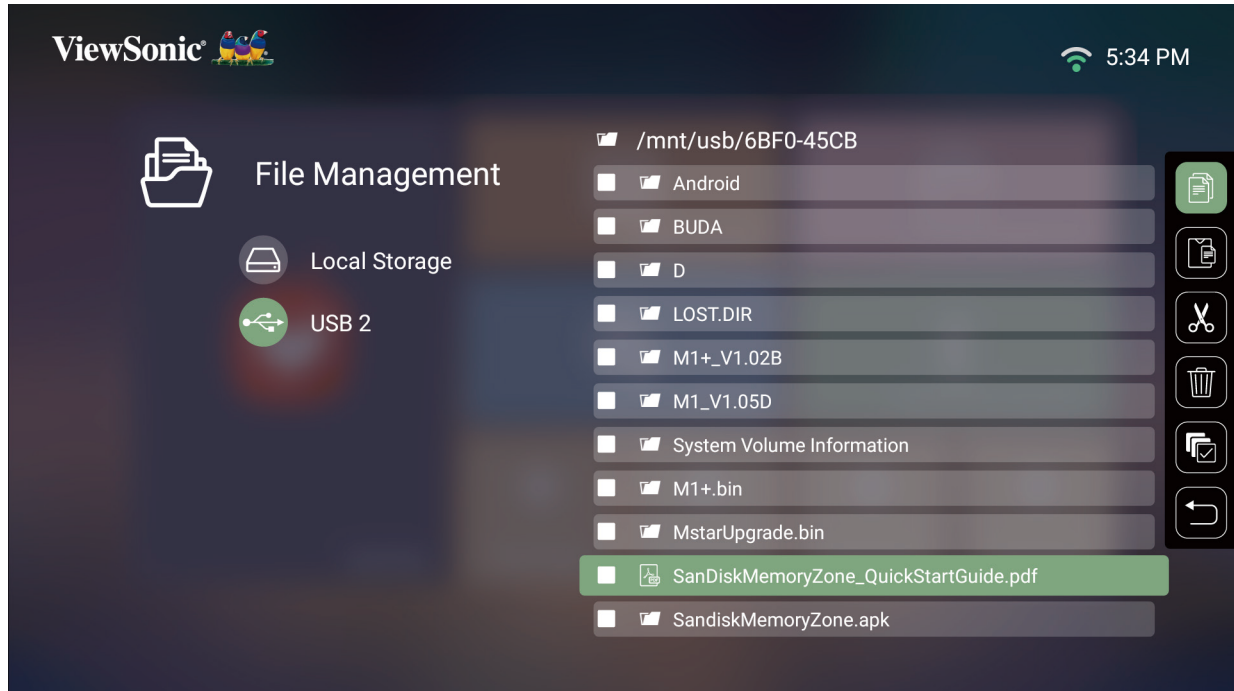 ViewSonic®
5:34 PM
File Management
Local Storage
USB 2
/mnt/usb/6BF0-45CB
Android
BUDA
D
LOST.DIR
M1+_V1.02B
M1_V1.05D
System Volume Information
M1+.bin
MstarUpgrade.bin
SanDiskMemoryZone_QuickStartGuide.pdf
SandiskMemoryZone.apk